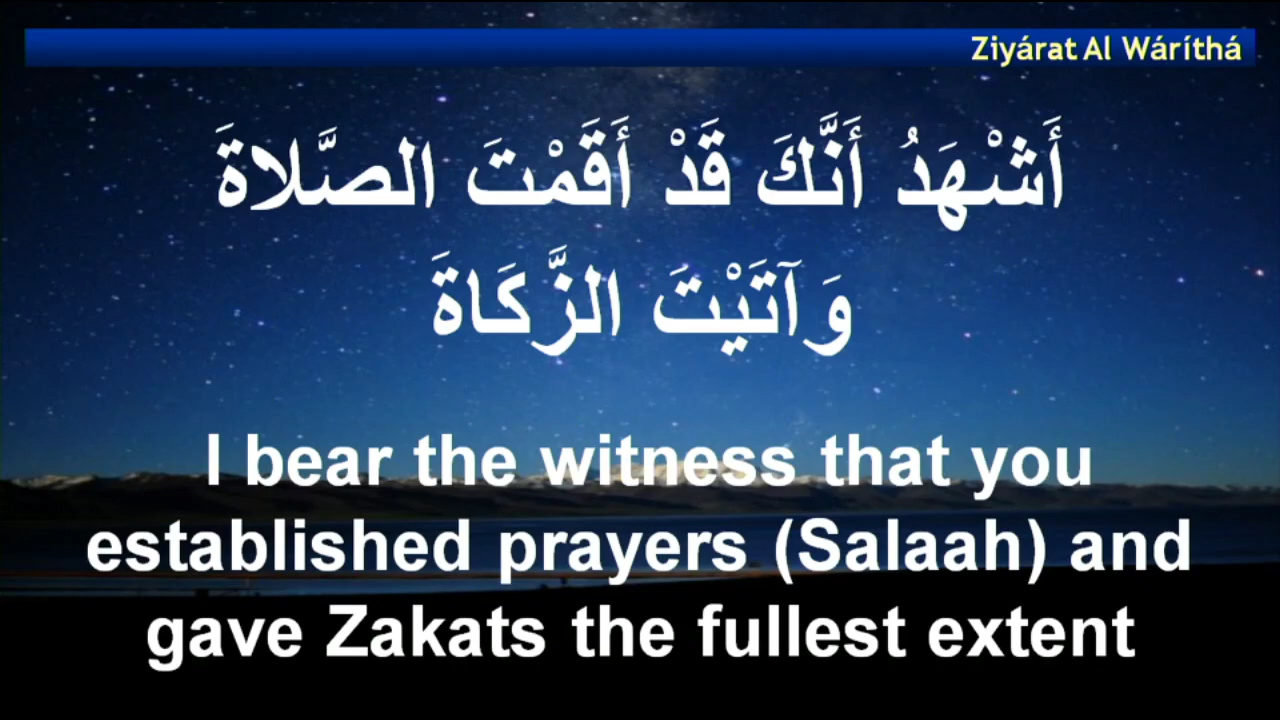 Ziyárat Al Wáríthá
أَشْهَدُ أَنَّكَ قَدْ أَقَمْتَ الصَّلاةَ
وَآتَيْتَ الزَّكَاةَ
I bear the witness that you
established prayers (Salaah) and
gave Zakats the fullest extent